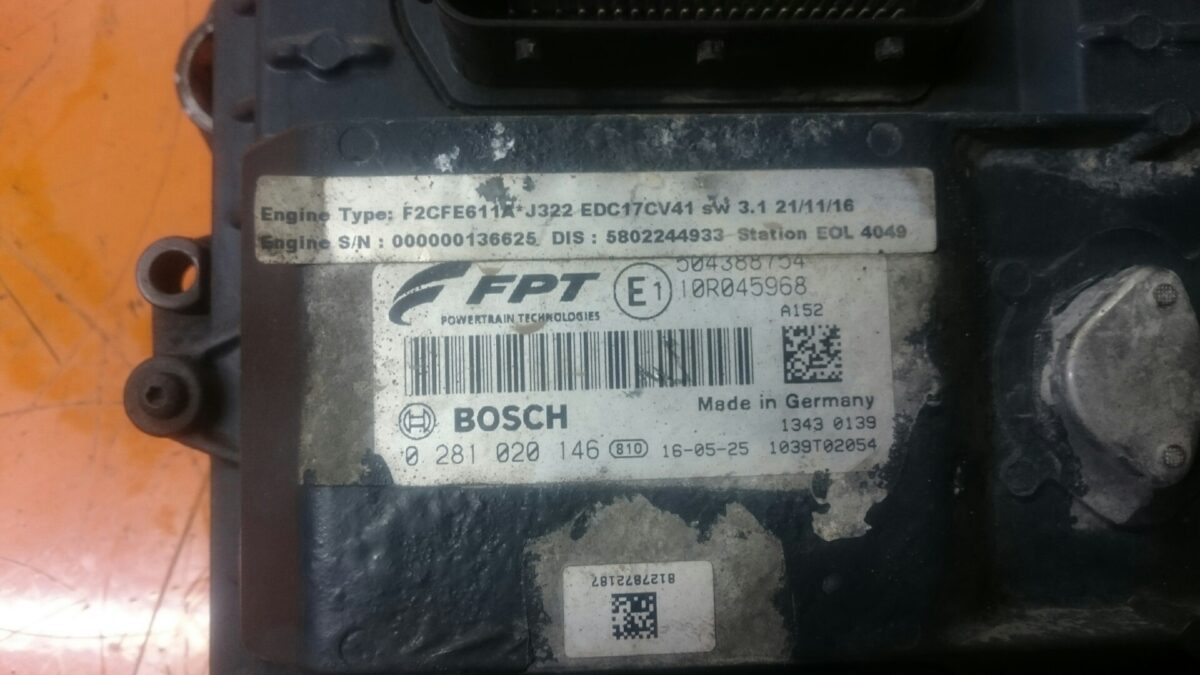 Engine Type: F2CFE611A*J322 EDC17CV41 sw 3.1 21/11/16
Engine S/N : 000000136625 DIS : 5802244933 Station EOL 4049
FPT
POWERTRAIN TECHNOLOGIES
E1
504388754
10R045968
A152
Made in Germany
BOSCH
1343 0139
0 281 020 146 810 16-05-25 1039T02054
8127872187